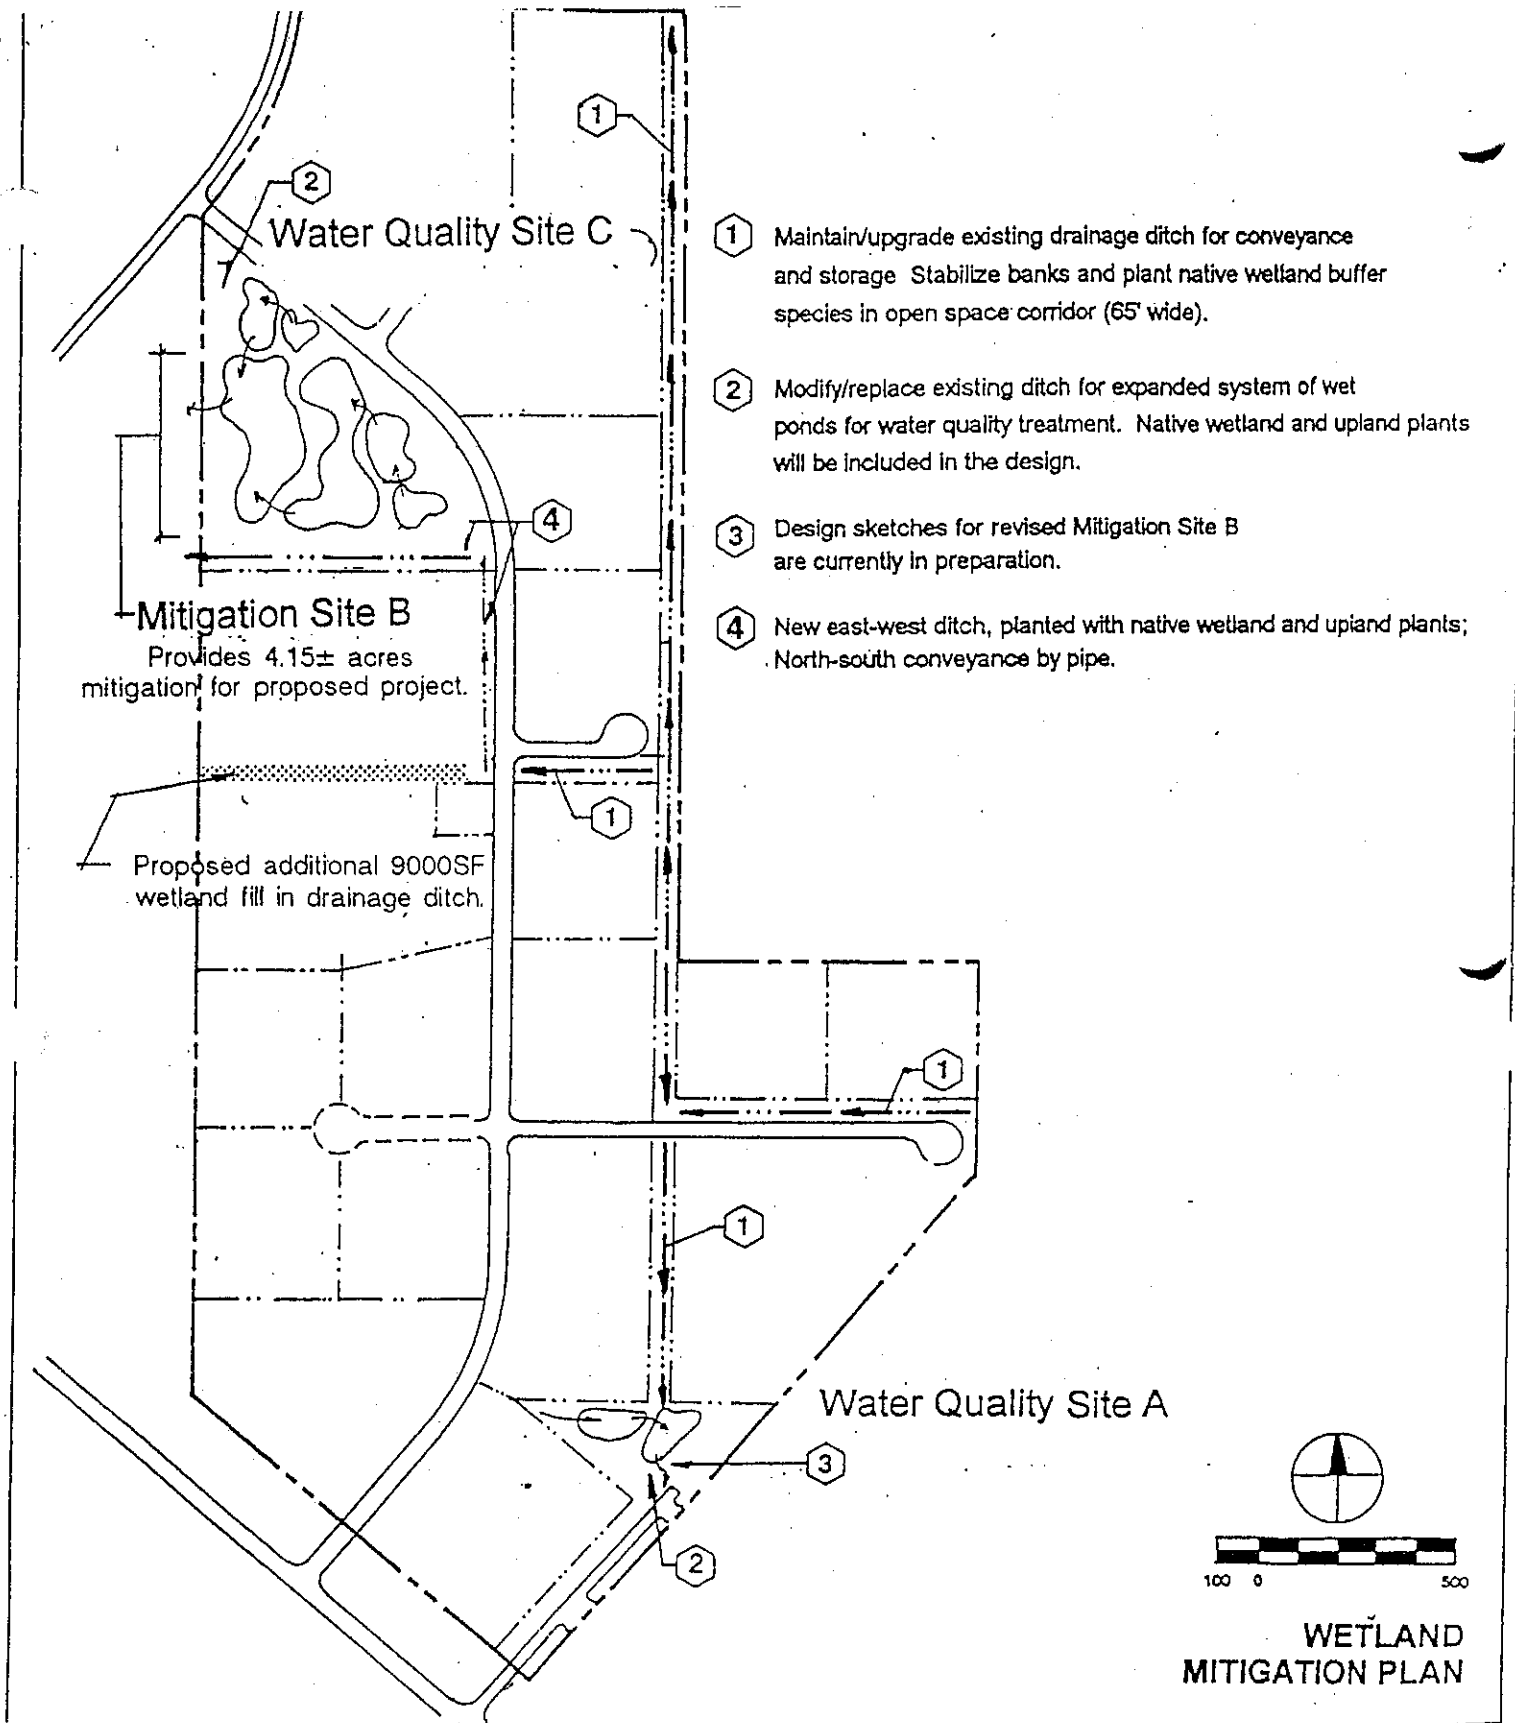 1
2
Water Quality Site C
1 Maintain/upgrade existing drainage ditch for conveyance
and storage Stabilize banks and plant native wetland buffer
species in open space corridor (65' wide).
2 Modify/replace existing ditch for expanded system of wet
ponds for water quality treatment. Native wetland and upland plants
will be included in the design.
4
3 Design sketches for revised Mitigation Site B
are currently in preparation.
Mitigation Site B
Provides 4.15± acres
mitigation for proposed project.
4 New east-west ditch, planted with native wetland and upland plants;
North-south conveyance by pipe.
1
Proposed additional 9000SF
wetland fill in drainage ditch.
1
1
Water Quality Site A
3
2
100 0 500
WETLAND
MITIGATION PLAN